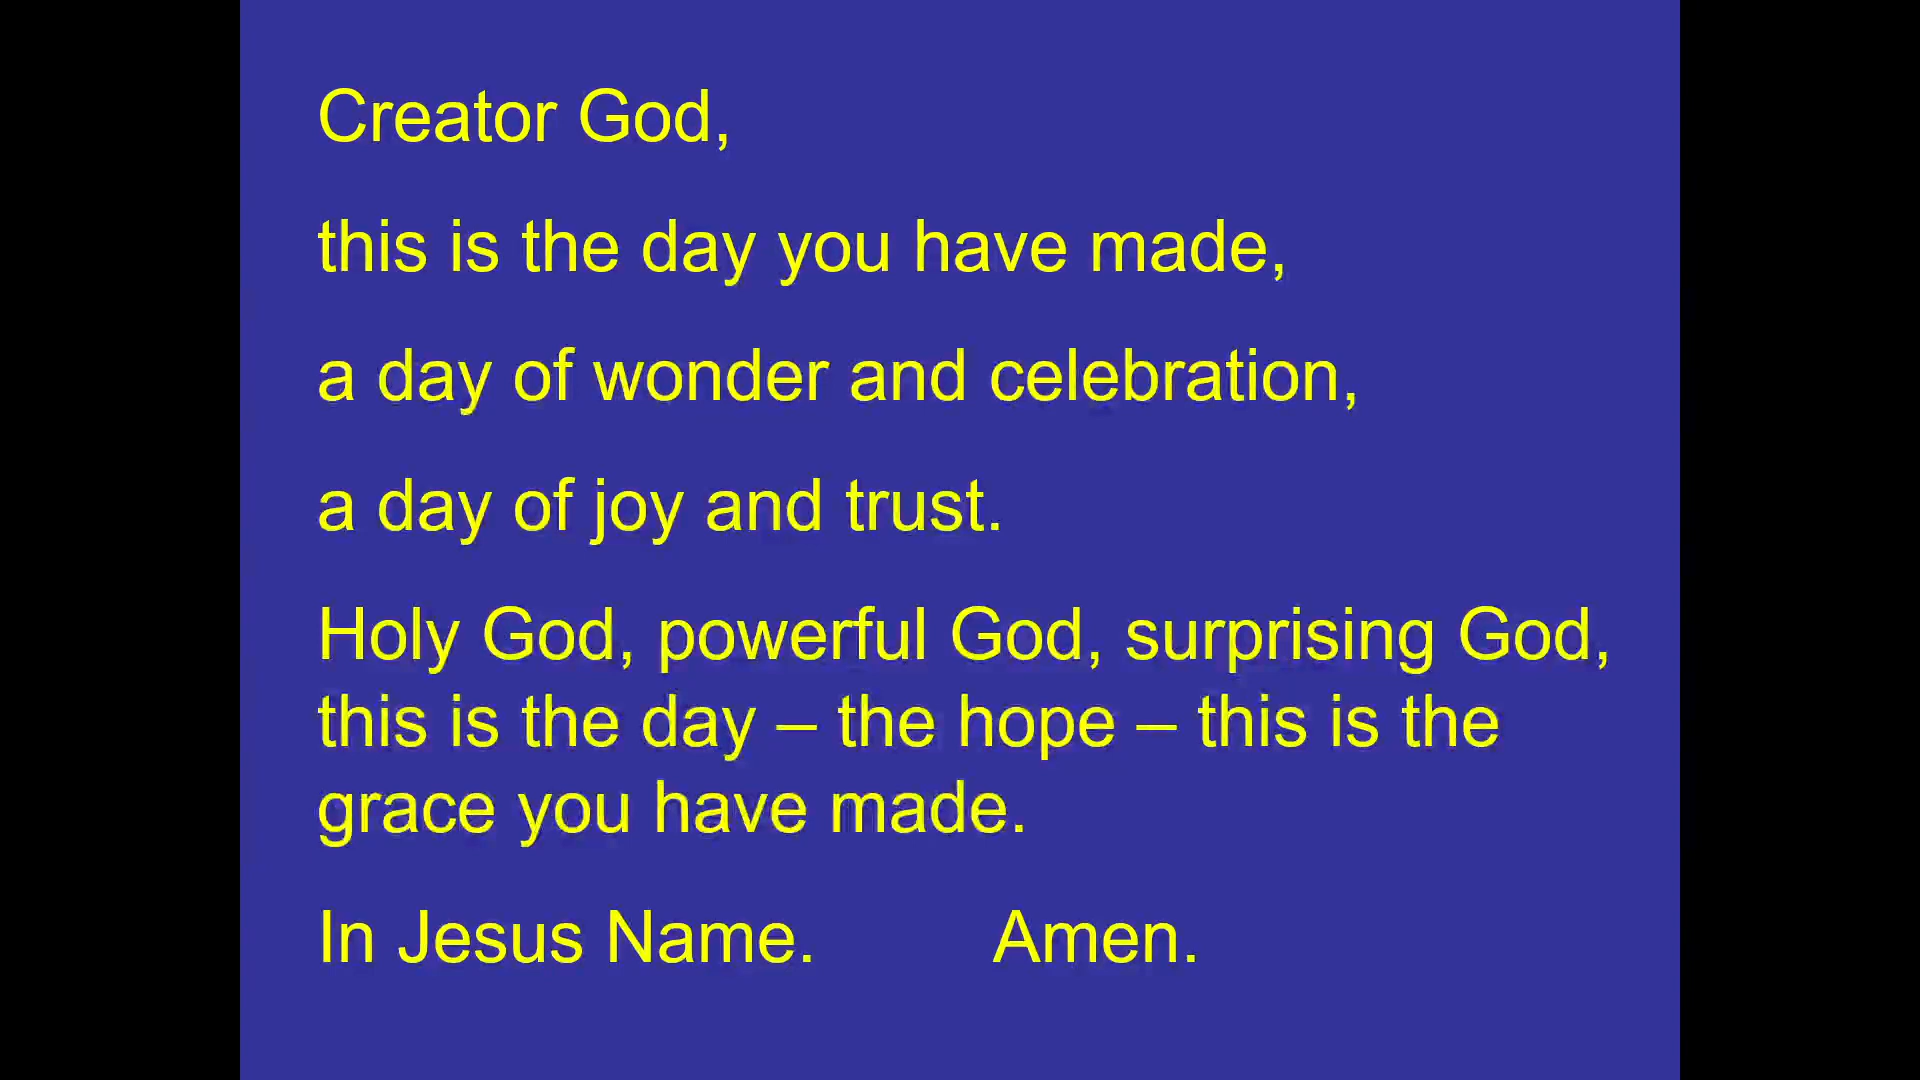 Creator God,
this is the day you have made,
a day of wonder and celebration,
a day of joy and trust.
Holy God, powerful God, surprising God,
this is the day – the hope – this is the
grace you have made.
In Jesus Name. Amen.